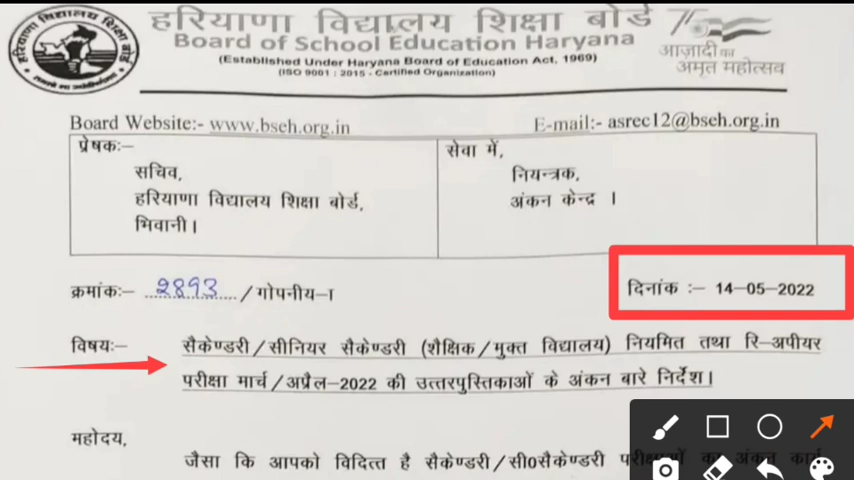 हरियाणा विद्यालय शिक्षा बोर्ड
Board of School Education Haryana
(Established Under Haryana Board of Education Act, 1969)
(ISO 9001 : 2015 - Certified Organization)
आज़ादी का
अमृत महोत्सव
Board Website:- www.bseh.org.in
E-mail:- asrec12@bseh.org.in
प्रेषकः—
सचिव,
हरियाणा विद्यालय शिक्षा बोर्ड,
भिवानी।
सेवा में,
नियन्त्रक,
अंकन केन्द्र ।
क्रमांकः— 2893 /गोपनीय—I
दिनांक :— 14—05—2022
विषयः— सैकेण्डरी/सीनियर सैकेण्डरी (शैक्षिक/मुक्त विद्यालय) नियमित तथा रि—अपीयर
परीक्षा मार्च/अप्रैल—2022 की उत्तरपुस्तिकाओं के अंकन बारे निर्देश।
महोदय,
जैसा कि आपको विदित्त है सैकेण्डरी/सी0सैकेण्डरी